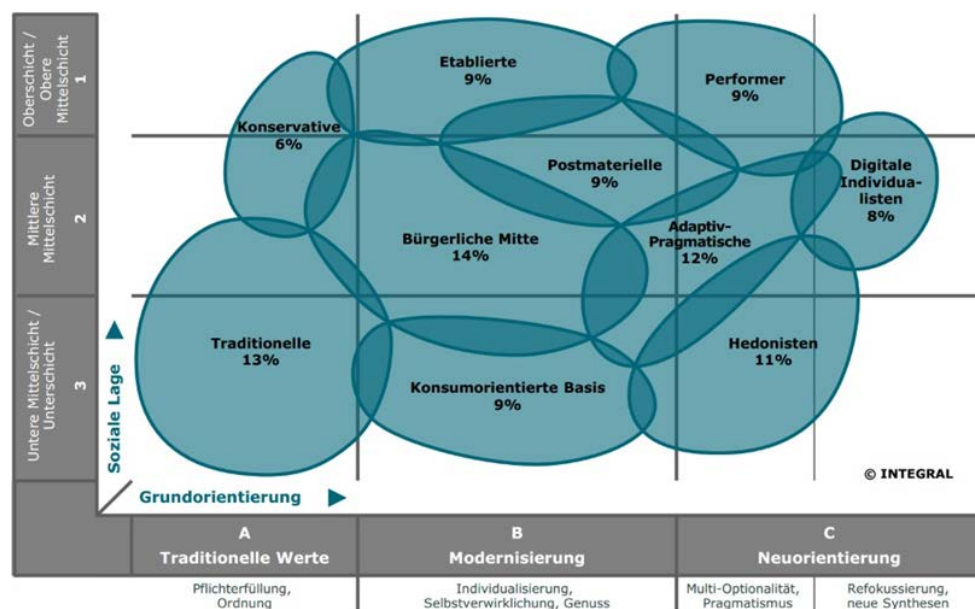 Oberschicht /
Obere
Mittelschicht
1
Mittlere
Mittelschicht
2
Untere Mittelschicht /
Unterschicht
3
Soziale Lage
Etablierte
9%
Performer
9%
Konservative
6%
Postmaterielle
9%
Digitale
Individua-
listen
8%
Bürgerliche Mitte
14%
Adaptiv-
Pragmatische
12%
Traditionelle
13%
Hedonisten
11%
Konsumorientierte Basis
9%
© INTEGRAL
Grundorientierung
A
Traditionelle Werte
B
Modernisierung
C
Neuorientierung
Pflichterfüllung,
Ordnung
Individualisierung,
Selbstverwirklichung, Genuss
Multi-Optionalität,
Pragmatismus
Refokussierung,
neue Synthesen